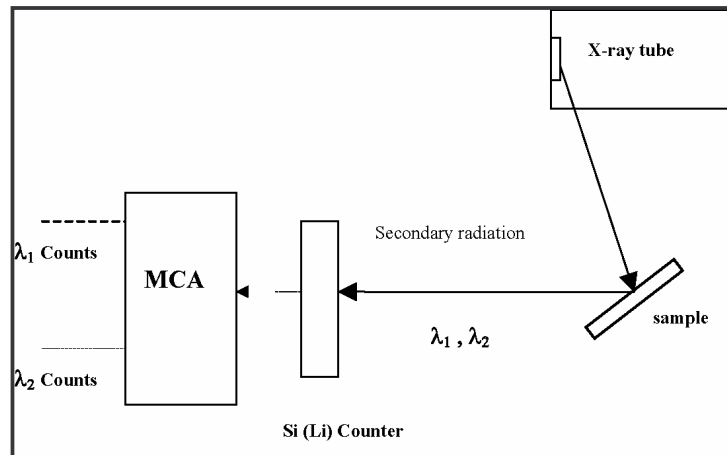 X-ray tube
Secondary radiation
λ1 Counts
MCA
sample
λ1 , λ2
λ2 Counts
Si (Li) Counter